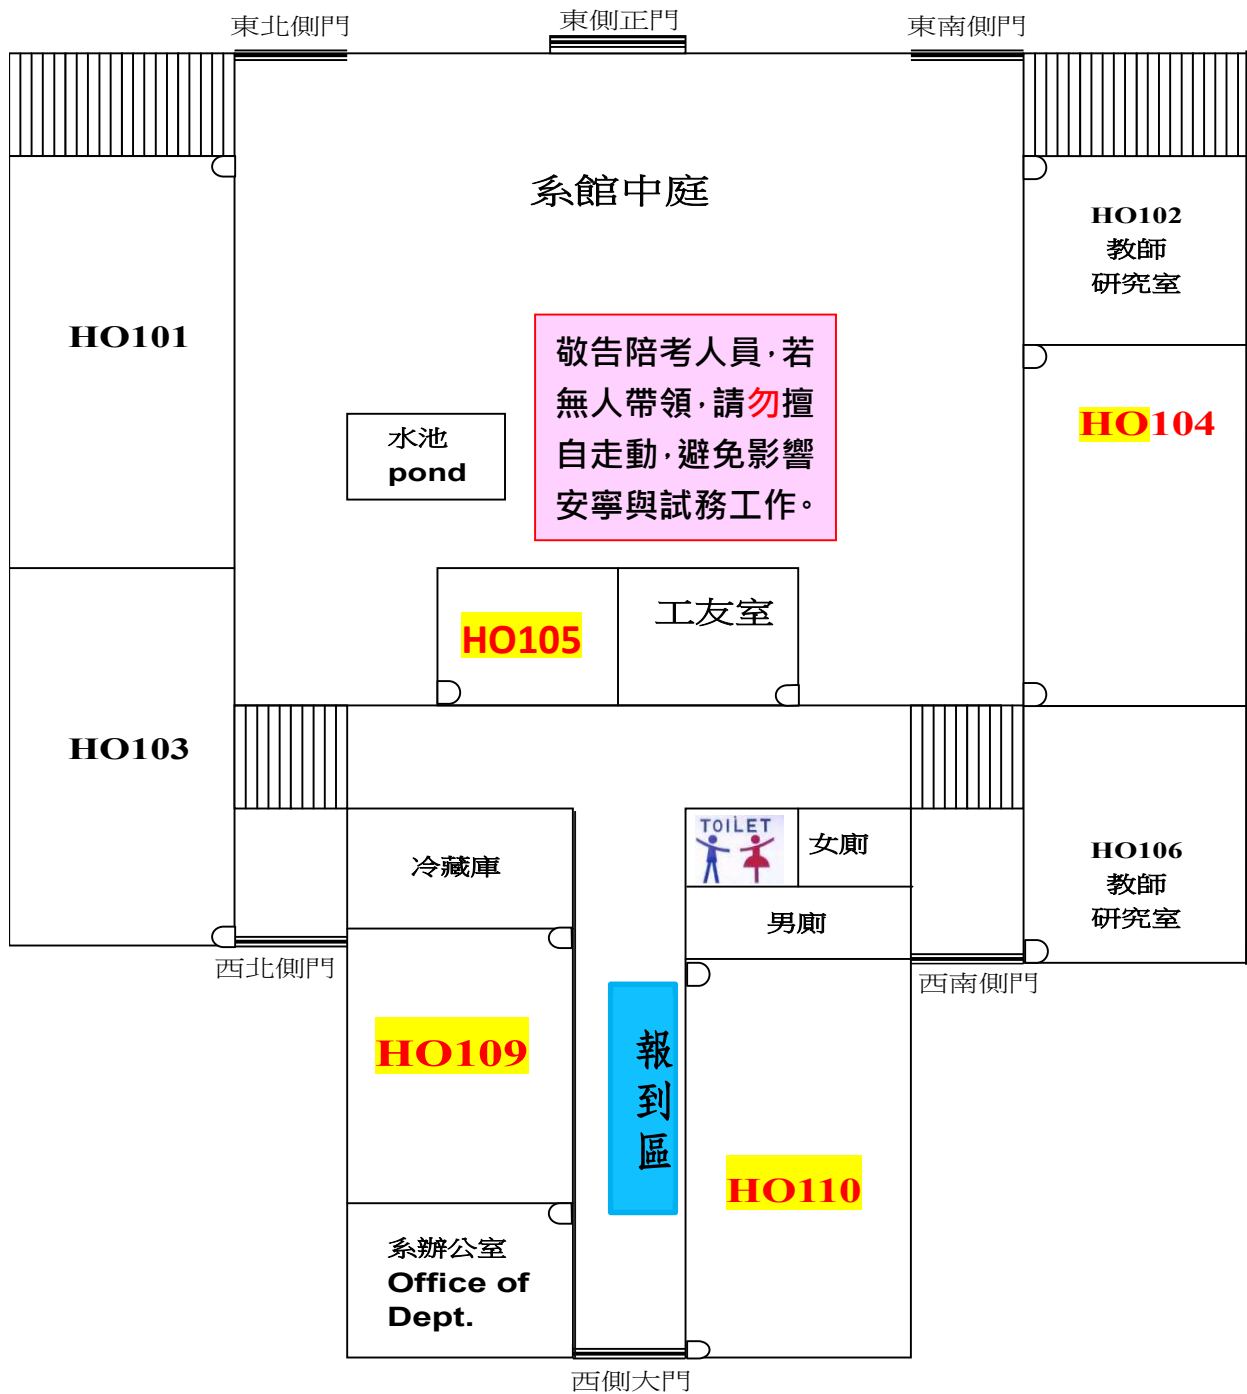 東北側門
東側正門
東南側門
系館中庭
HO102
教師
研究室
HO101
敬告陪考人員，若
無人帶領，請勿擅
自走動，避免影響
安寧與試務工作。
HO104
水池
pond
HO105
工友室
HO103
TOILET
女廁
冷藏庫
HO106
教師
研究室
男廁
西北側門
西南側門
HO109
報到區
HO110
系辦公室
Office of
Dept.
西側大門